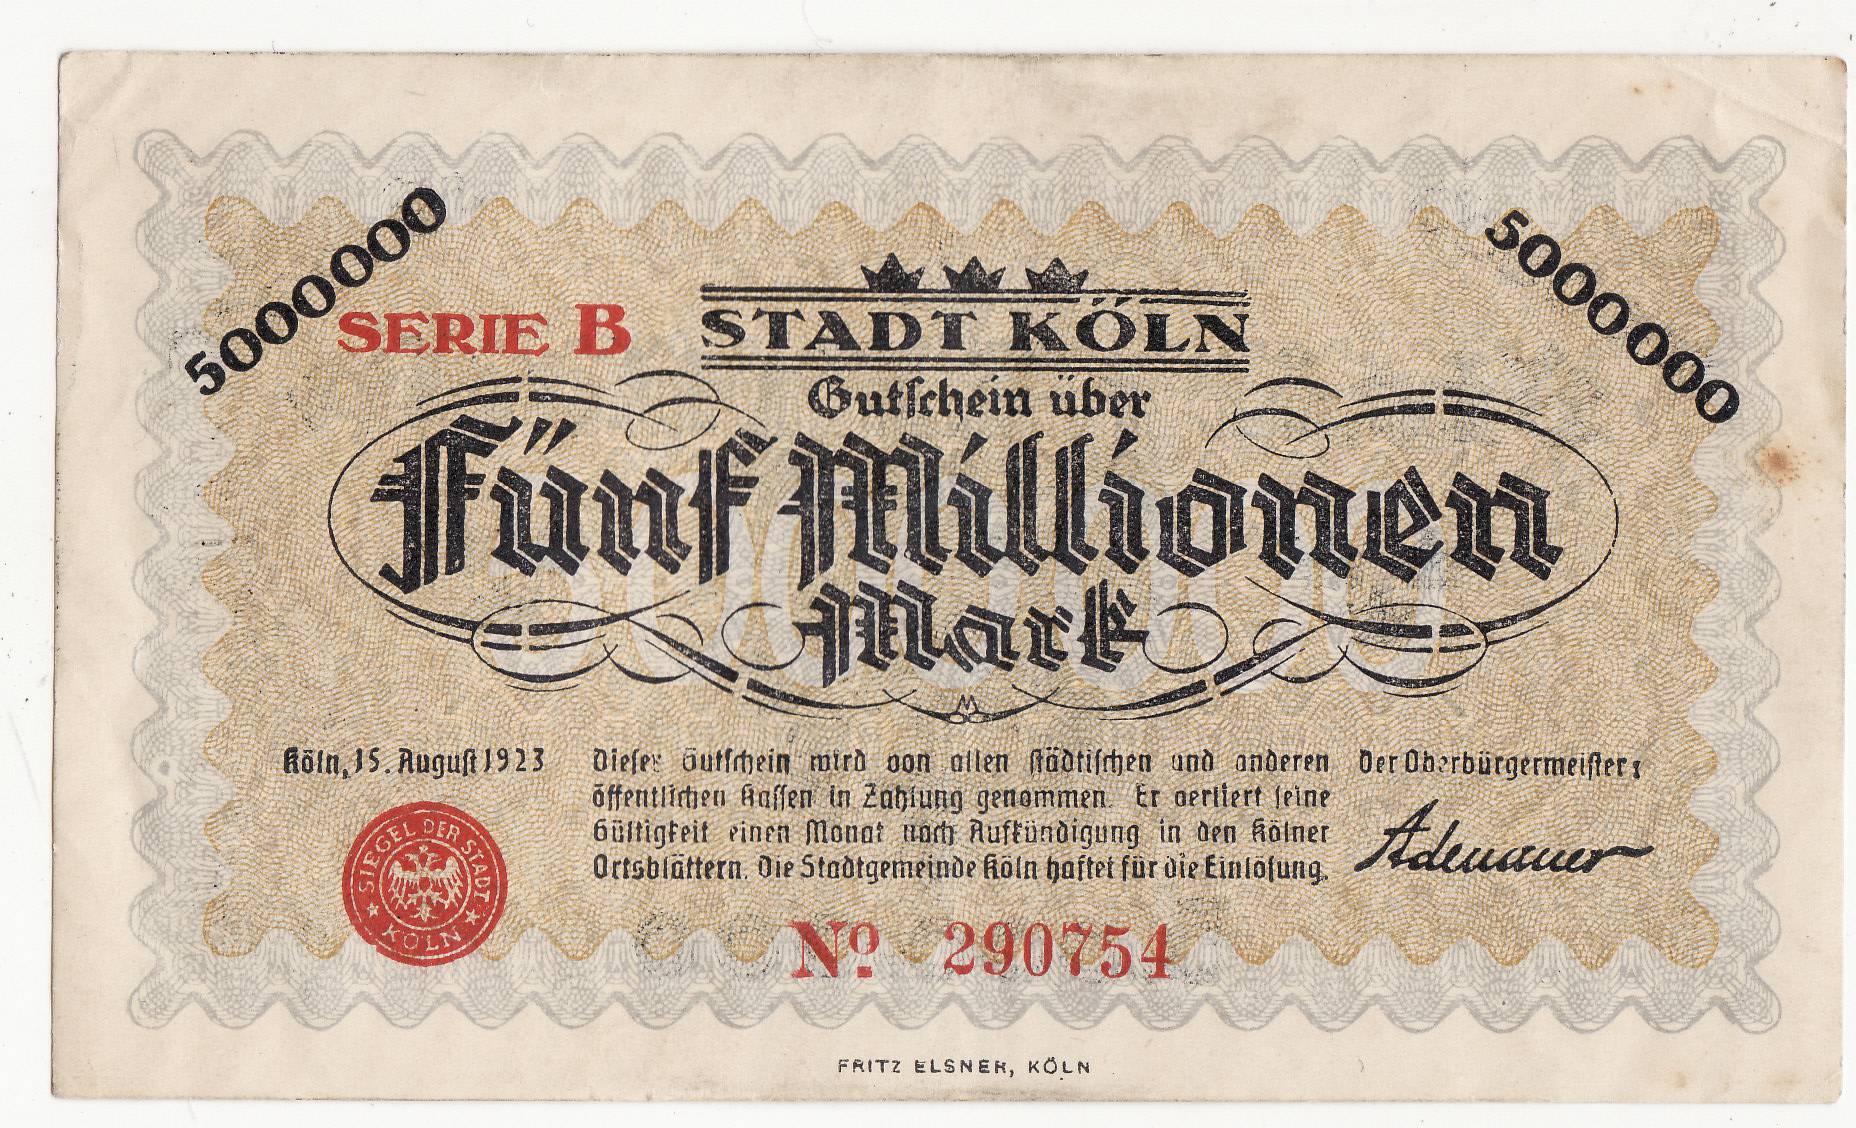 5000000
5000000
SERIE B
STADT KÖLN
Gutschein über
Fünf Millionen
Mark
Köln, 15. August 1923
Dieser Gutschein wird von allen städtischen und anderen
öffentlichen Kassen in Zahlung genommen. Er verliert seine
Gültigkeit einen Monat nach Aufkündigung in den Kölner
Ortsblättern. Die Stadtgemeinde Köln haftet für die Einlösung.
Der Oberbürgermeister:
Adenauer
SIEGEL DER STADT
KÖLN
No 290754
FRITZ ELSNER, KÖLN